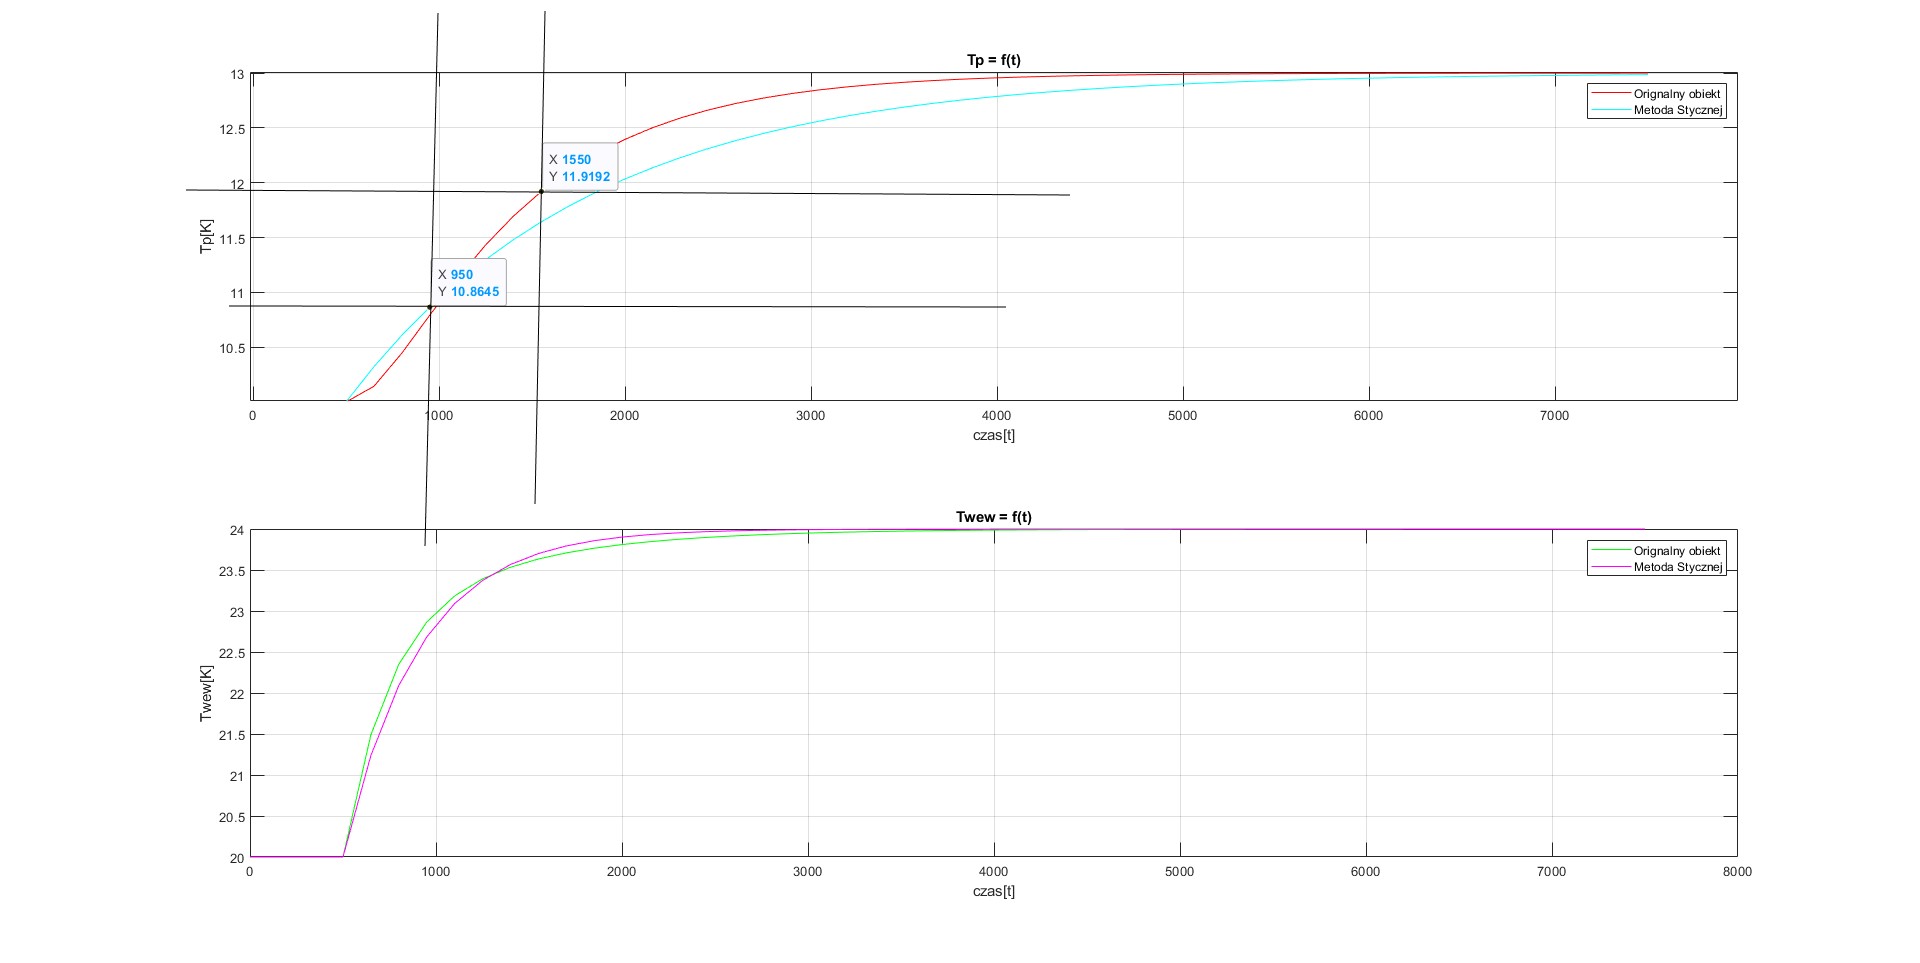 Tp = f(t)
13
12.5
12
11.5
11
10.5
Tp[K]
Orignalny obiekt
Metoda Stycznej
X 1550
Y 11.9192
X 950
Y 10.8645
0 1000 2000 3000 4000 5000 6000 7000
czas[t]
Twew = f(t)
24
23.5
23
22.5
22
21.5
21
20.5
20
Twew[K]
Orignalny obiekt
Metoda Stycznej
0 1000 2000 3000 4000 5000 6000 7000 8000
czas[t]